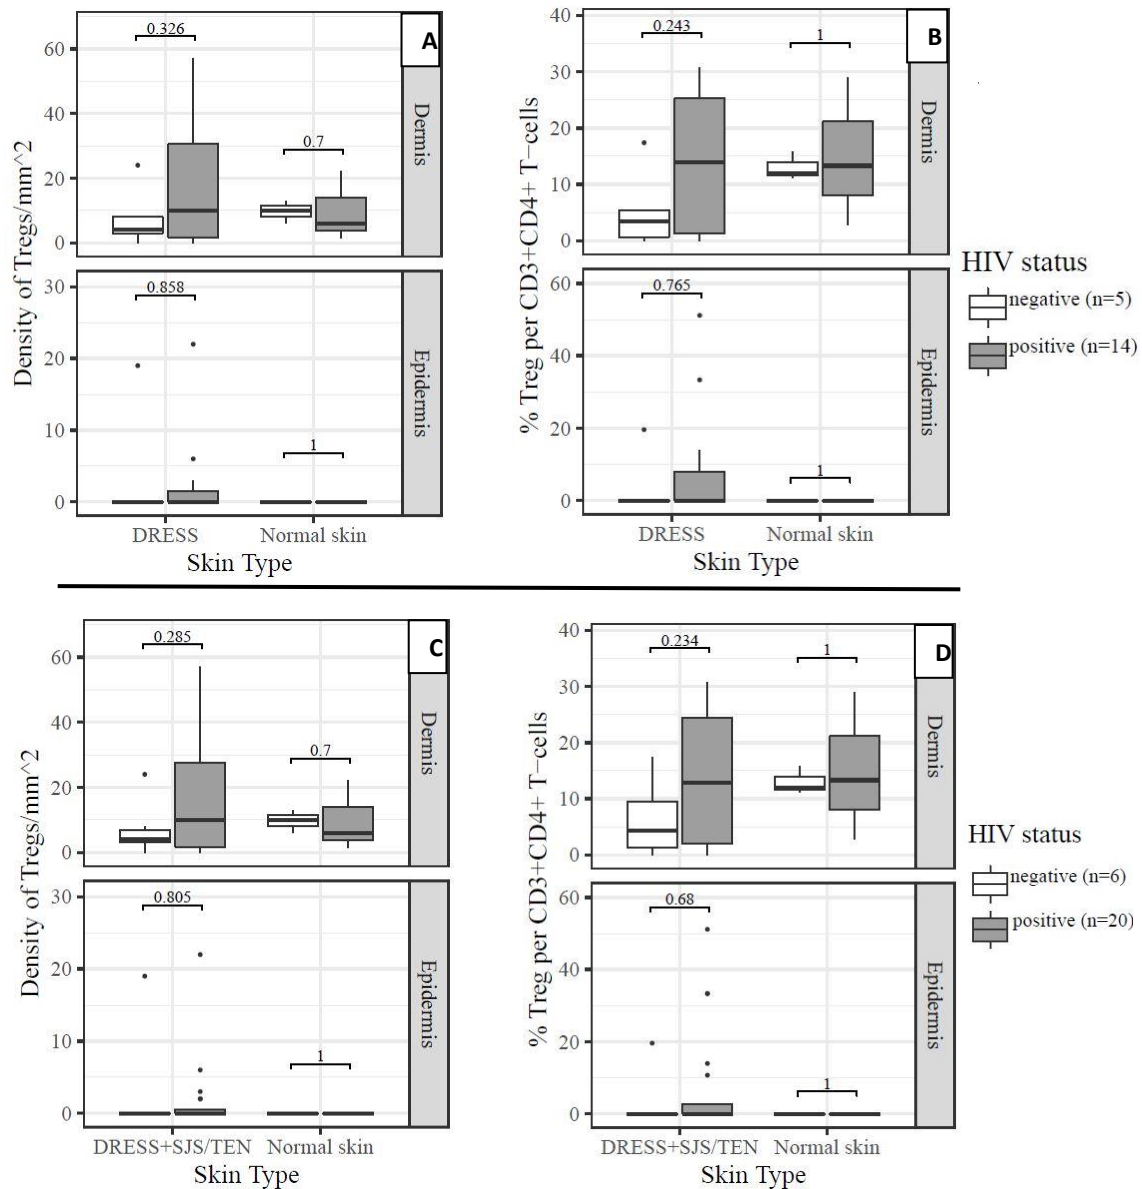 A
0.326
60
40
20
0
0.7
Dermis
Density of Tregs/mm^2
30
20
10
0
0.858
1
Epidermis
DRESS
Normal skin
Skin Type
B
40
30
20
10
0
0.243
1
Dermis
% Treg per CD3+CD4+ T−cells
60
40
20
0
0.765
1
Epidermis
DRESS
Normal skin
Skin Type
HIV status
negative (n=5)
positive (n=14)
C
0.285
60
40
20
0
0.7
Dermis
Density of Tregs/mm^2
30
20
10
0
0.805
1
Epidermis
DRESS+SJS/TEN
Normal skin
Skin Type
D
40
30
20
10
0
0.234
1
Dermis
% Treg per CD3+CD4+ T−cells
60
40
20
0
0.68
1
Epidermis
DRESS+SJS/TEN
Normal skin
Skin Type
HIV status
negative (n=6)
positive (n=20)